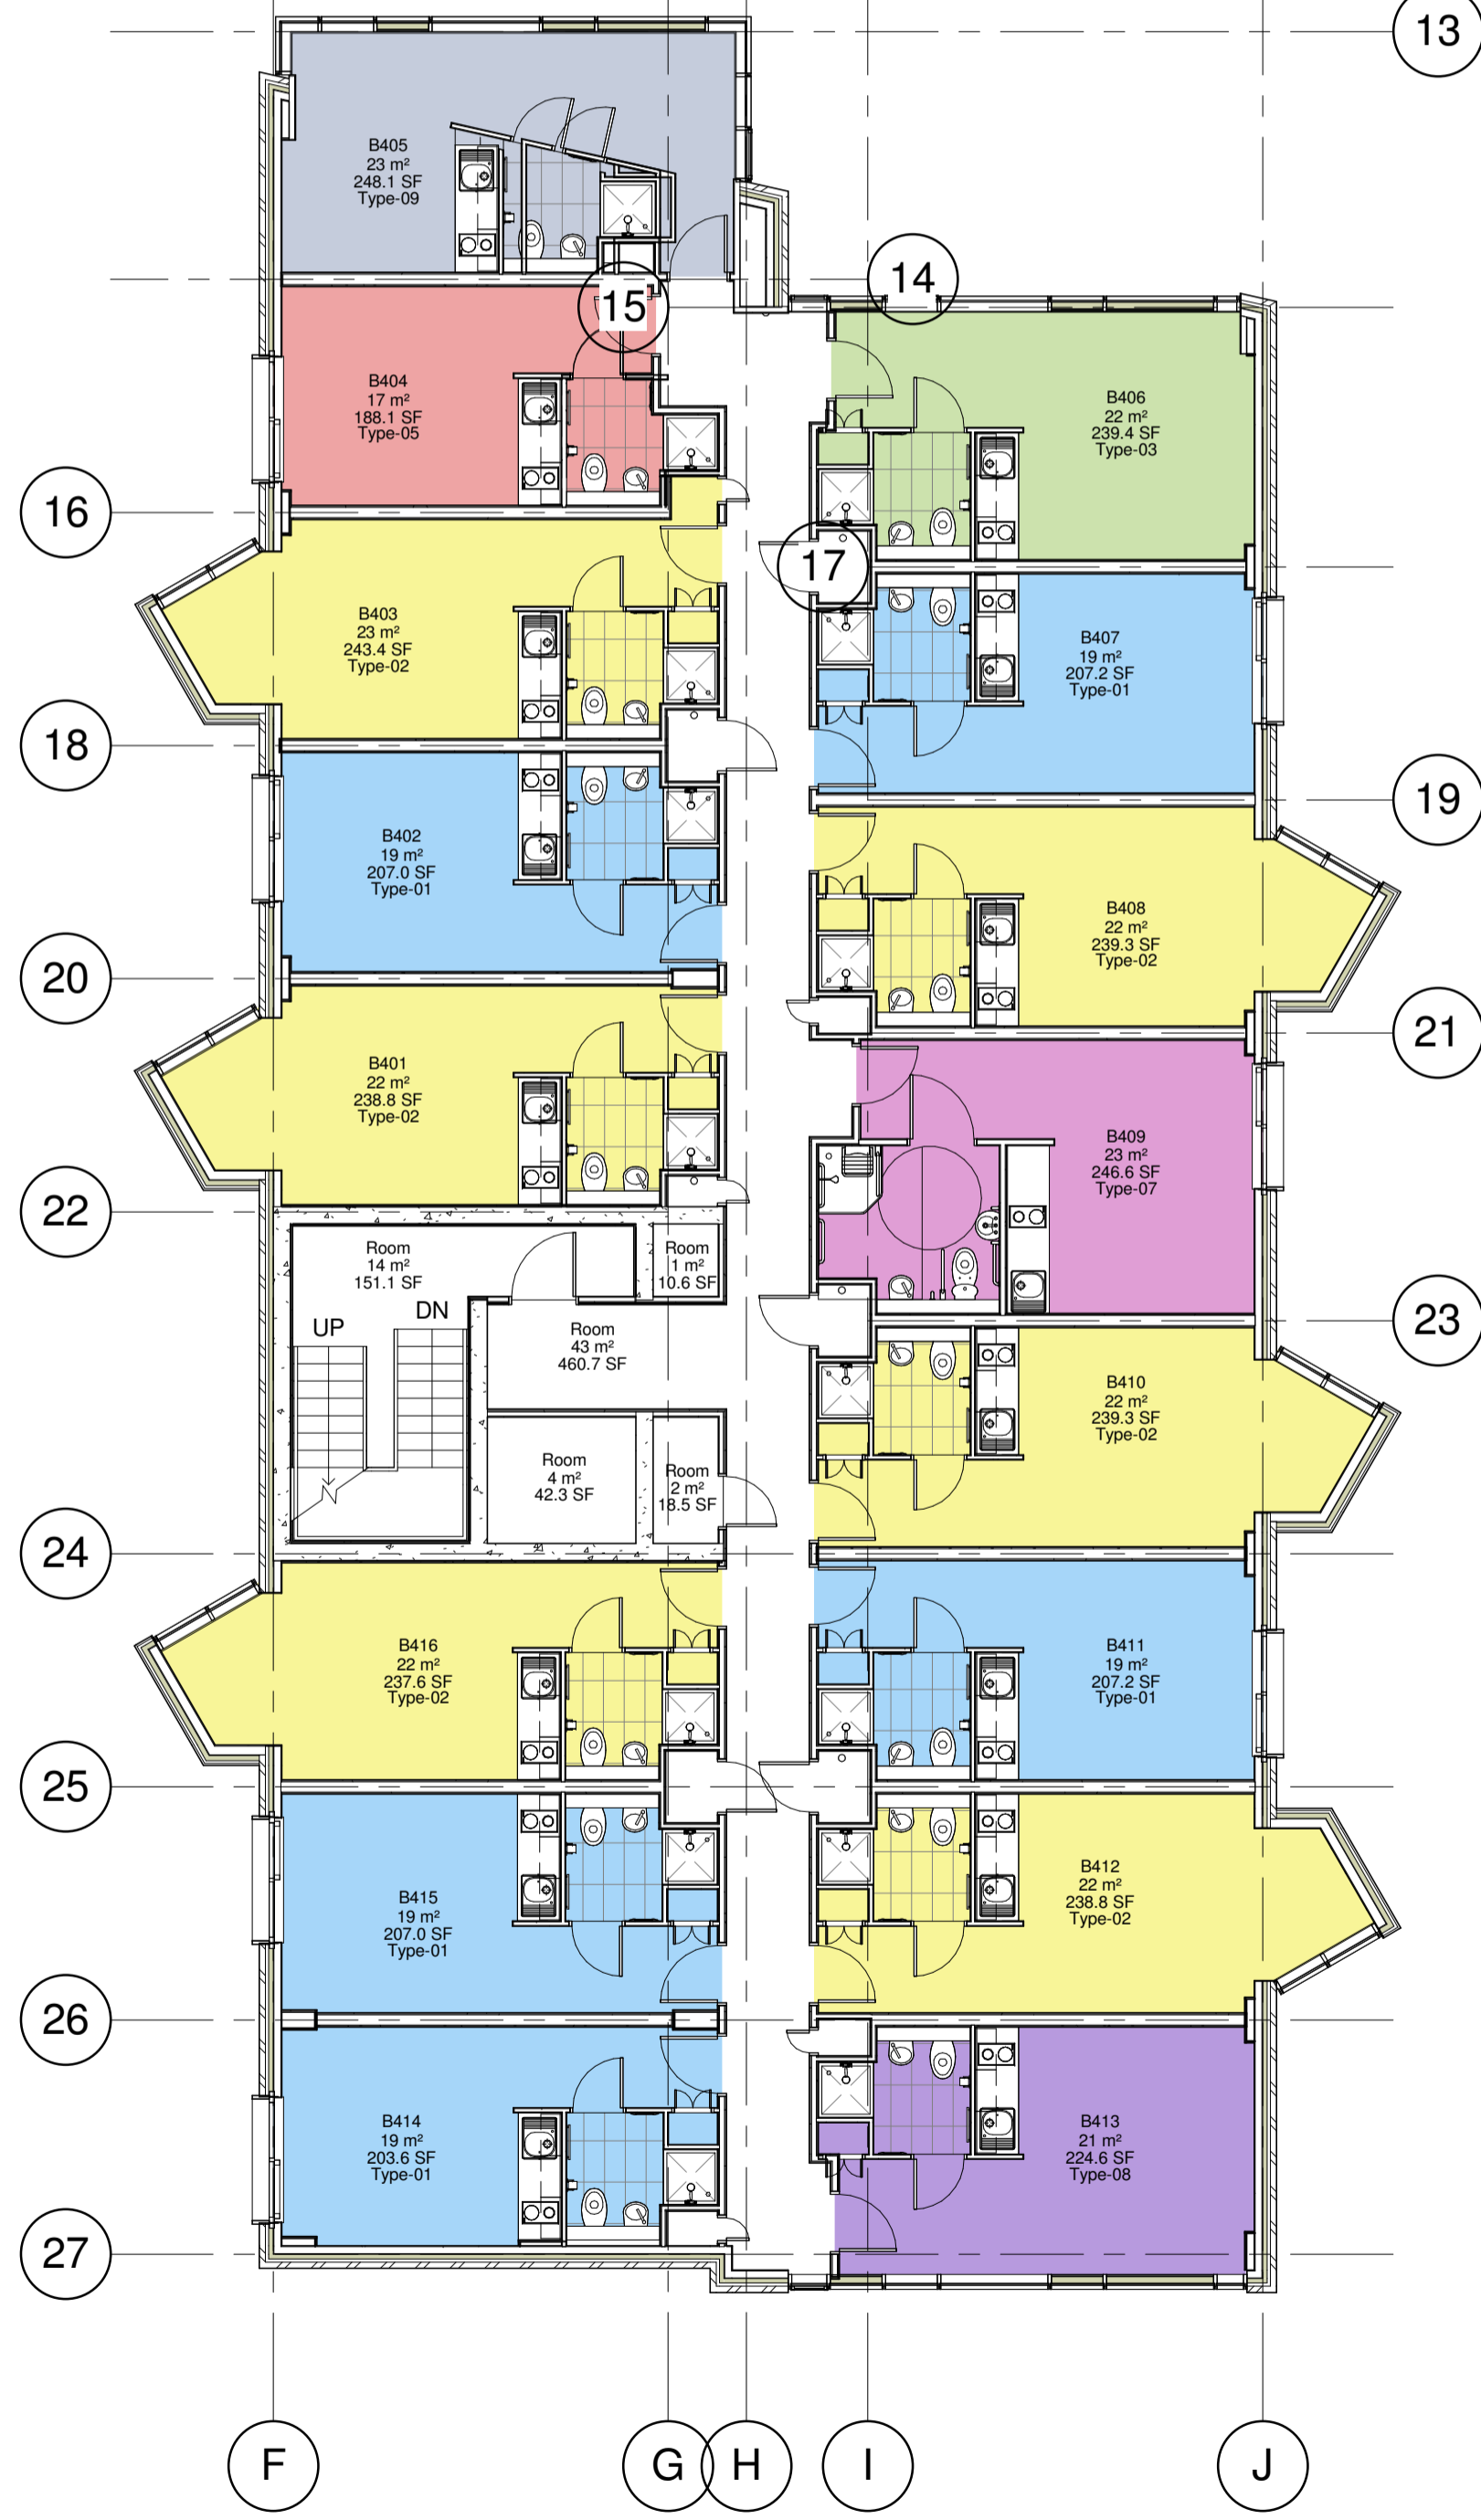 13
B405
23 m²
248.1 SF
Type-09
14
15
B404
17 m²
188.1 SF
Type-05
B406
22 m²
239.4 SF
Type-03
16
17
B403
23 m²
243.4 SF
Type-02
B407
19 m²
207.2 SF
Type-01
18
19
B402
19 m²
207.0 SF
Type-01
B408
22 m²
239.3 SF
Type-02
20
21
B401
22 m²
238.8 SF
Type-02
B409
23 m²
246.6 SF
Type-07
22
Room
14 m²
151.1 SF
Room
1 m²
10.6 SF
UP
DN
Room
43 m²
460.7 SF
23
B410
22 m²
239.3 SF
Type-02
Room
4 m²
42.3 SF
Room
2 m²
18.5 SF
24
B416
22 m²
237.6 SF
Type-02
B411
19 m²
207.2 SF
Type-01
25
B415
19 m²
207.0 SF
Type-01
B412
22 m²
238.8 SF
Type-02
26
B414
19 m²
203.6 SF
Type-01
B413
21 m²
224.6 SF
Type-08
27
F
G
H
I
J